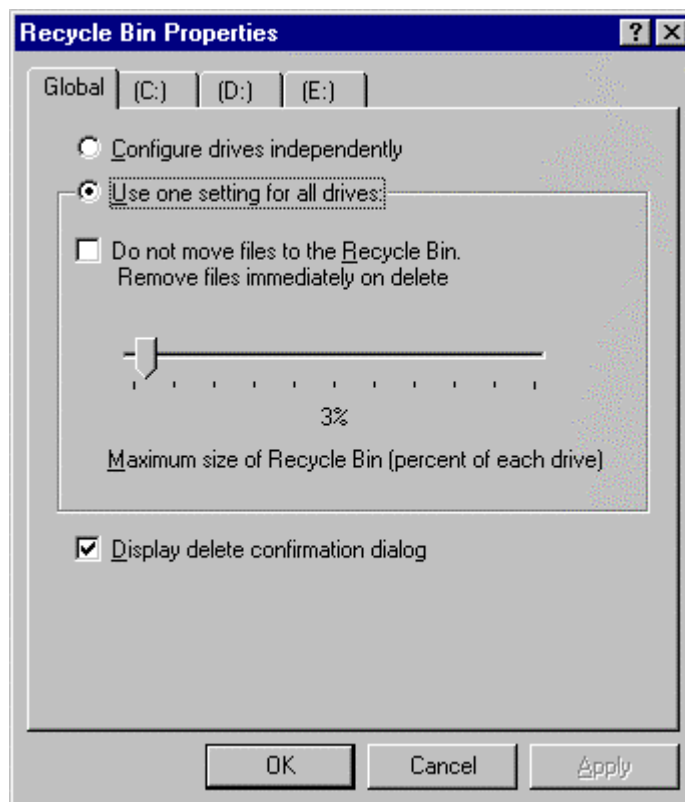 Recycle Bin Properties
Global (C:) (D:) (E:)
Configure drives independently
Use one setting for all drives:
Do not move files to the Recycle Bin.
Remove files immediately on delete
3%
Maximum size of Recycle Bin (percent of each drive)
Display delete confirmation dialog
OK Cancel Apply